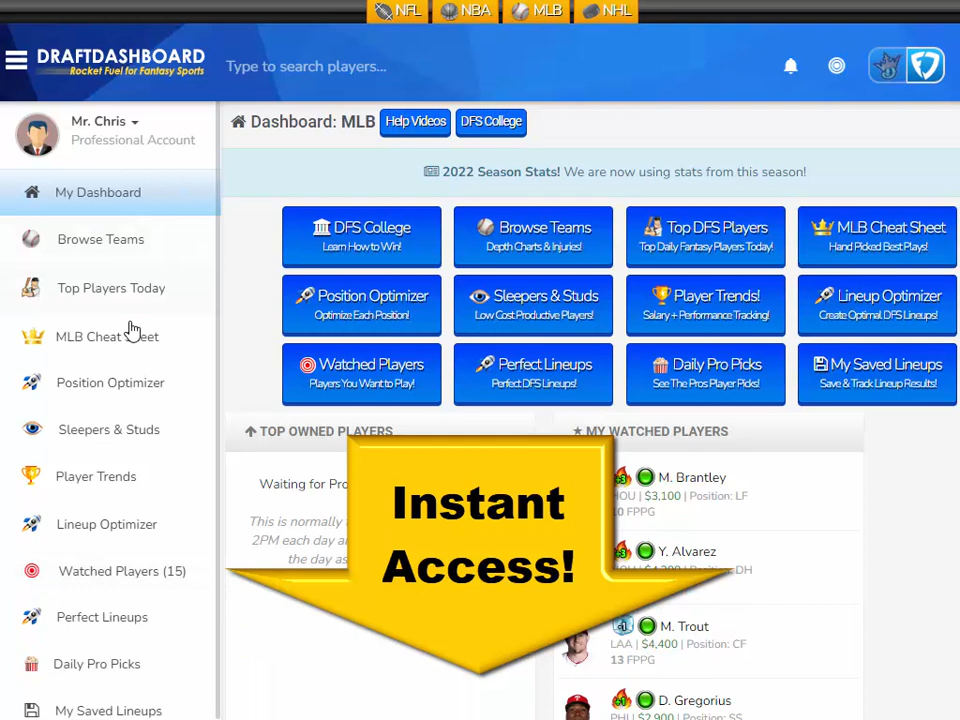 NFL NBA MLB NHL
DRAFTDASHBOARD
Rocket Fuel for Fantasy Sports
Type to search players...
Mr. Chris
Professional Account
My Dashboard
Browse Teams
Top Players Today
MLB Cheat Sheet
Position Optimizer
Sleepers & Studs
Player Trends
Lineup Optimizer
Watched Players (15)
Perfect Lineups
Daily Pro Picks
My Saved Lineups
Dashboard: MLB Help Videos DFS College
2022 Season Stats! We are now using stats from this season!
DFS College
Learn How to Win!
Browse Teams
Depth Charts & Injuries!
Top DFS Players
Top Daily Fantasy Players Today!
MLB Cheat Sheet
Hand Picked Best Plays!
Position Optimizer
Optimize Each Position!
Sleepers & Studs
Low Cost Productive Players!
Player Trends!
Salary + Performance Tracking!
Lineup Optimizer
Create Optimal DFS Lineups!
Watched Players
Players You Want to Play!
Perfect Lineups
Perfect DFS Lineups!
Daily Pro Picks
See The Pros Player Picks!
My Saved Lineups
Save & Track Lineup Results!
TOP OWNED PLAYERS
Waiting for
This is normally
2PM each day
the day
Instant
Access!
MY WATCHED PLAYERS
M. Brantley
HOU | $3,100 | Position: LF
10 FPPG
Y. Alvarez
DH
M. Trout
LAA | $4,400 | Position: CF
13 FPPG
D. Gregorius
PHI | $2,900 | Position: SS